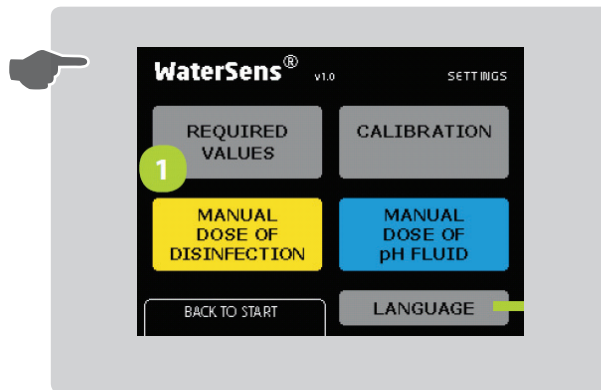 WaterSens® v1.0
SETTINGS
REQUIRED
VALUES
CALIBRATION
1
MANUAL
DOSE OF
DISINFECTION
MANUAL
DOSE OF
pH FLUID
BACK TO START
LANGUAGE